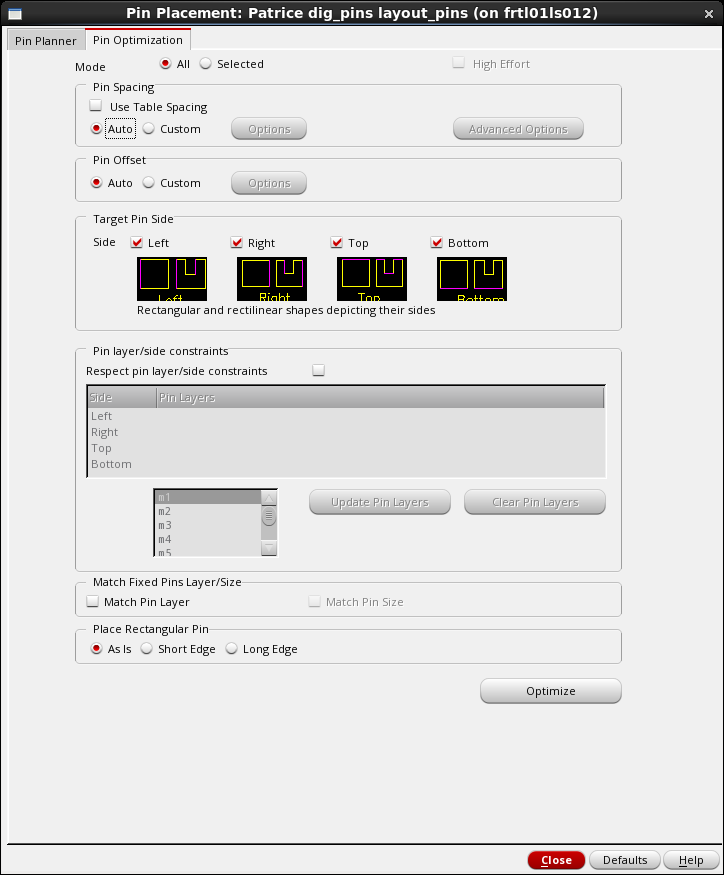 Pin Placement: Patrice dig_pins layout_pins (on frtl01ls012)
Pin Planner Pin Optimization
Mode All Selected High Effort
Pin Spacing
Use Table Spacing
Auto Custom Options Advanced Options
Pin Offset
Auto Custom Options
Target Pin Side
Side Left Right Top Bottom
Left Right Top Bottom
Rectangular and rectilinear shapes depicting their sides
Pin layer/side constraints
Respect pin layer/side constraints
Side Pin Layers
Left
Right
Top
Bottom
m1 Update Pin Layers Clear Pin Layers
m2
m3
m4
m5
Match Fixed Pins Layer/Size
Match Pin Layer Match Pin Size
Place Rectangular Pin
As Is Short Edge Long Edge
Optimize
Close Defaults Help